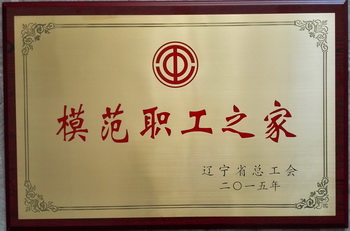 模范职工之家
辽宁省总工会
二〇一五年